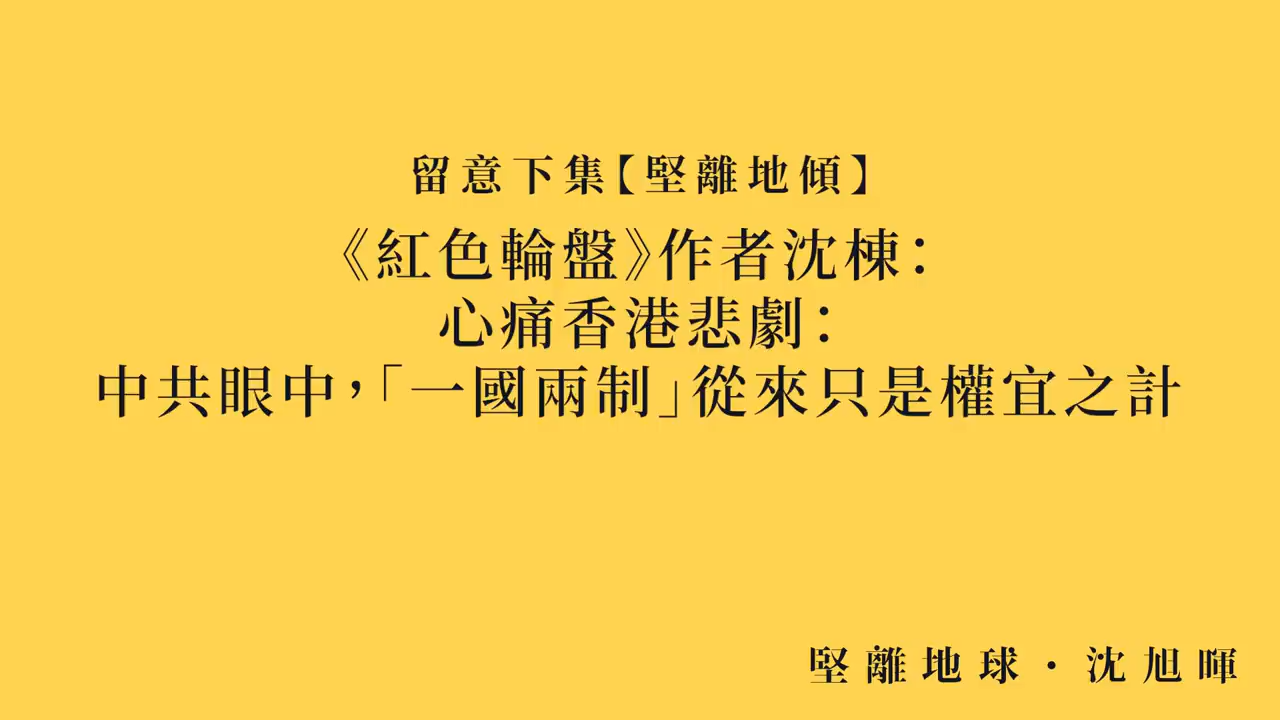 留意下集【堅離地傾】
《紅色輪盤》作者沈棟：
心痛香港悲劇：
中共眼中，「一國兩制」從來只是權宜之計
堅離地球・沈旭暉